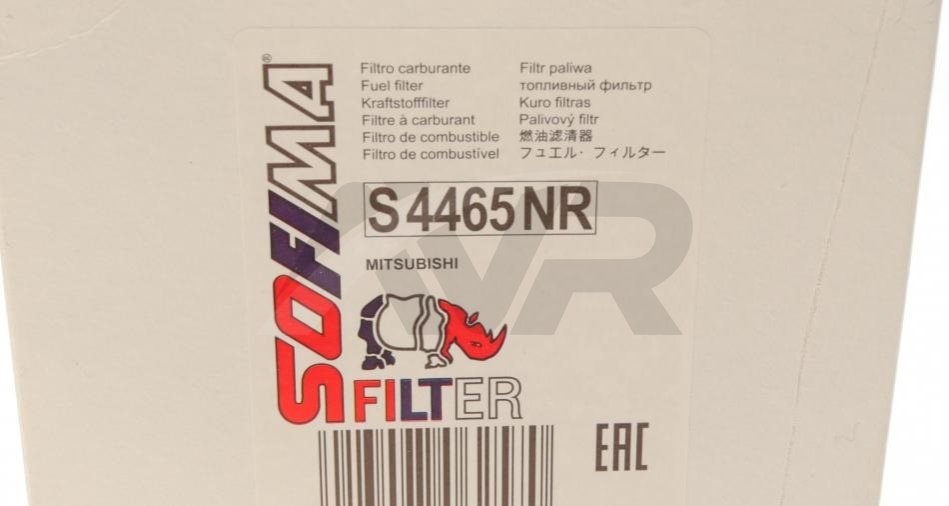 SOFIMA®
Filtro carburante
Fuel filter
Kraftstofffilter
Filtre à carburant
Filtro de combustible
Filtro de combustível
Filtr paliwa
топливный фильтр
Kuro filtras
Palivový filtr
燃油滤清器
フュエル・フィルター
S4465NR
MITSUBISHI
FILTER
EAC
AVR